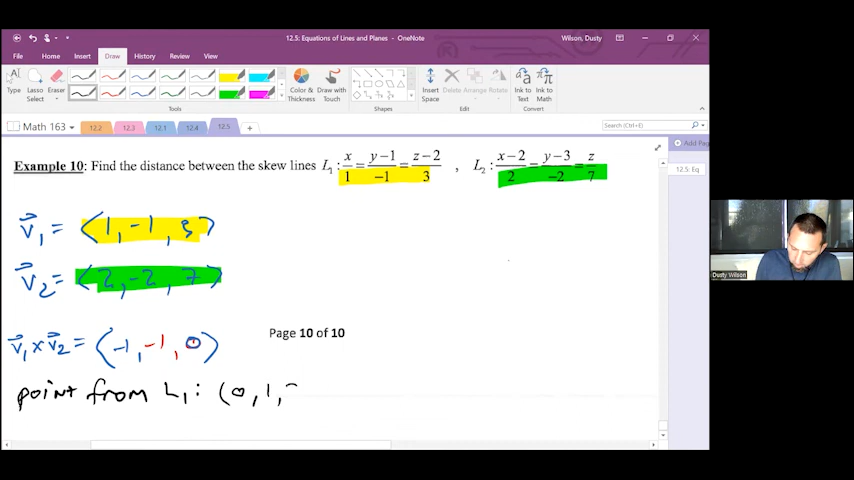 12.5: Equations of Lines and Planes - OneNote
Wilson, Dusty
File Home Insert Draw History Review View
Type
Lasso Select
Eraser
Color & Thickness
Draw with Touch
Insert Space
Delete
Arrange
Rotate
Ink to Text
Ink to Math
Tools
Shapes
Edit
Convert
Math 163
12.2 12.3 12.1 12.4 12.5 +
Search (Ctrl+E)
Add Pag
12.5: Eq
Example 10: Find the distance between the skew lines L₁: x/1 = (y−1)/−1 = (z−2)/3 , L₂: (x−2)/2 = (y−3)/−2 = z/7
v⃗₁ = ⟨1, -1, 3⟩
v⃗₂ = ⟨2, -2, 7⟩
v⃗₁ x v⃗₂ = ⟨-1, -1, 0⟩
Page 10 of 10
point from L₁: (0, 1,
Dusty Wilson